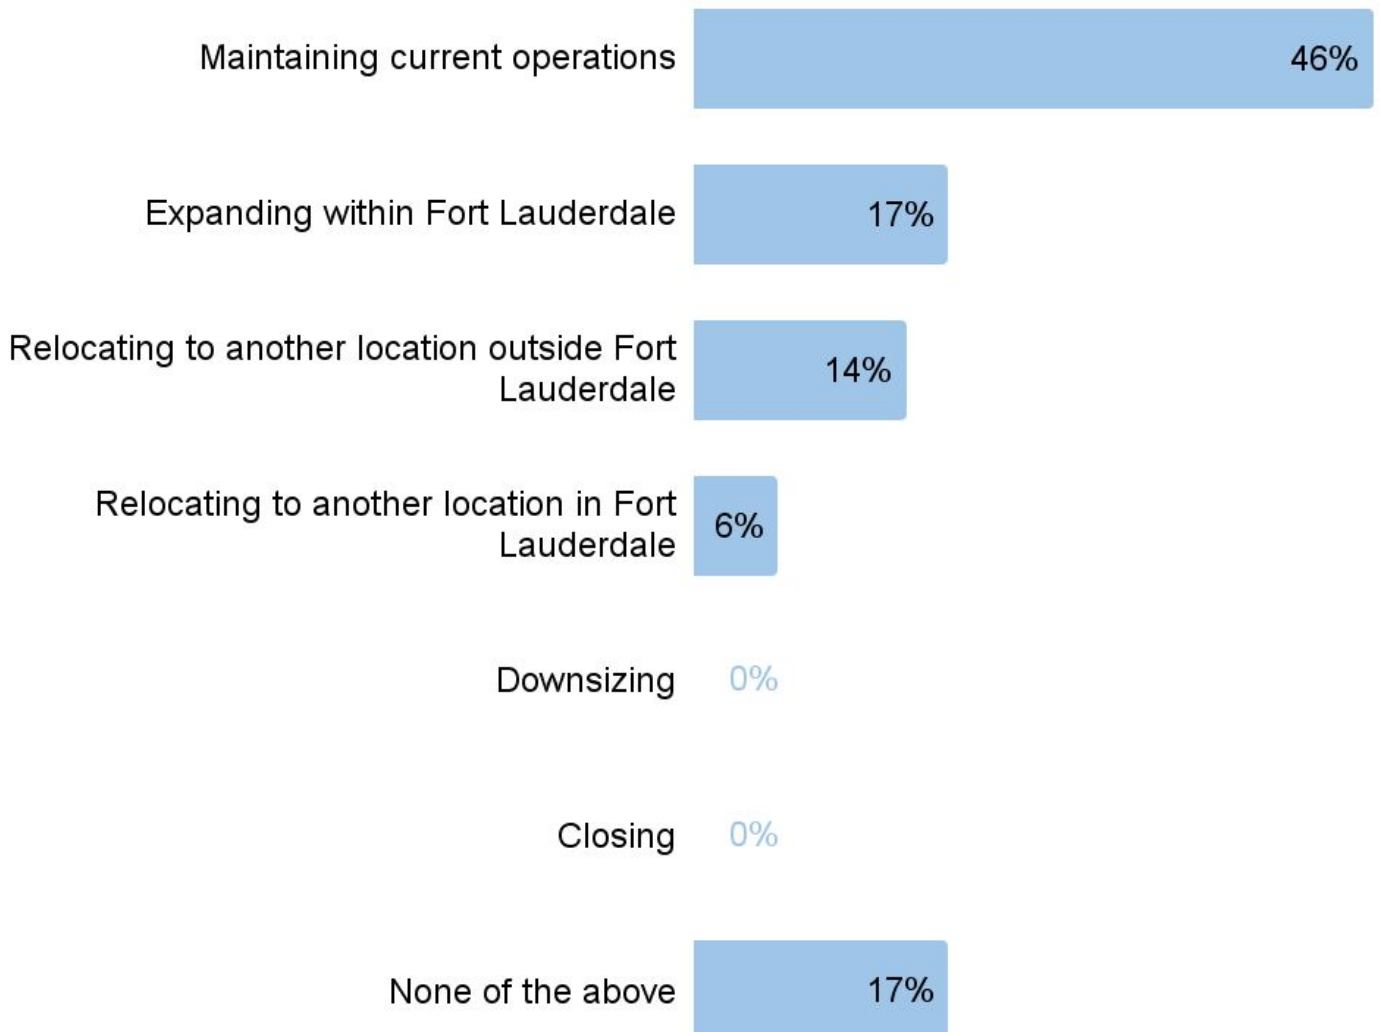 Maintaining current operations 46%
Expanding within Fort Lauderdale 17%
Relocating to another location outside Fort
Lauderdale 14%
Relocating to another location in Fort
Lauderdale 6%
Downsizing 0%
Closing 0%
None of the above 17%